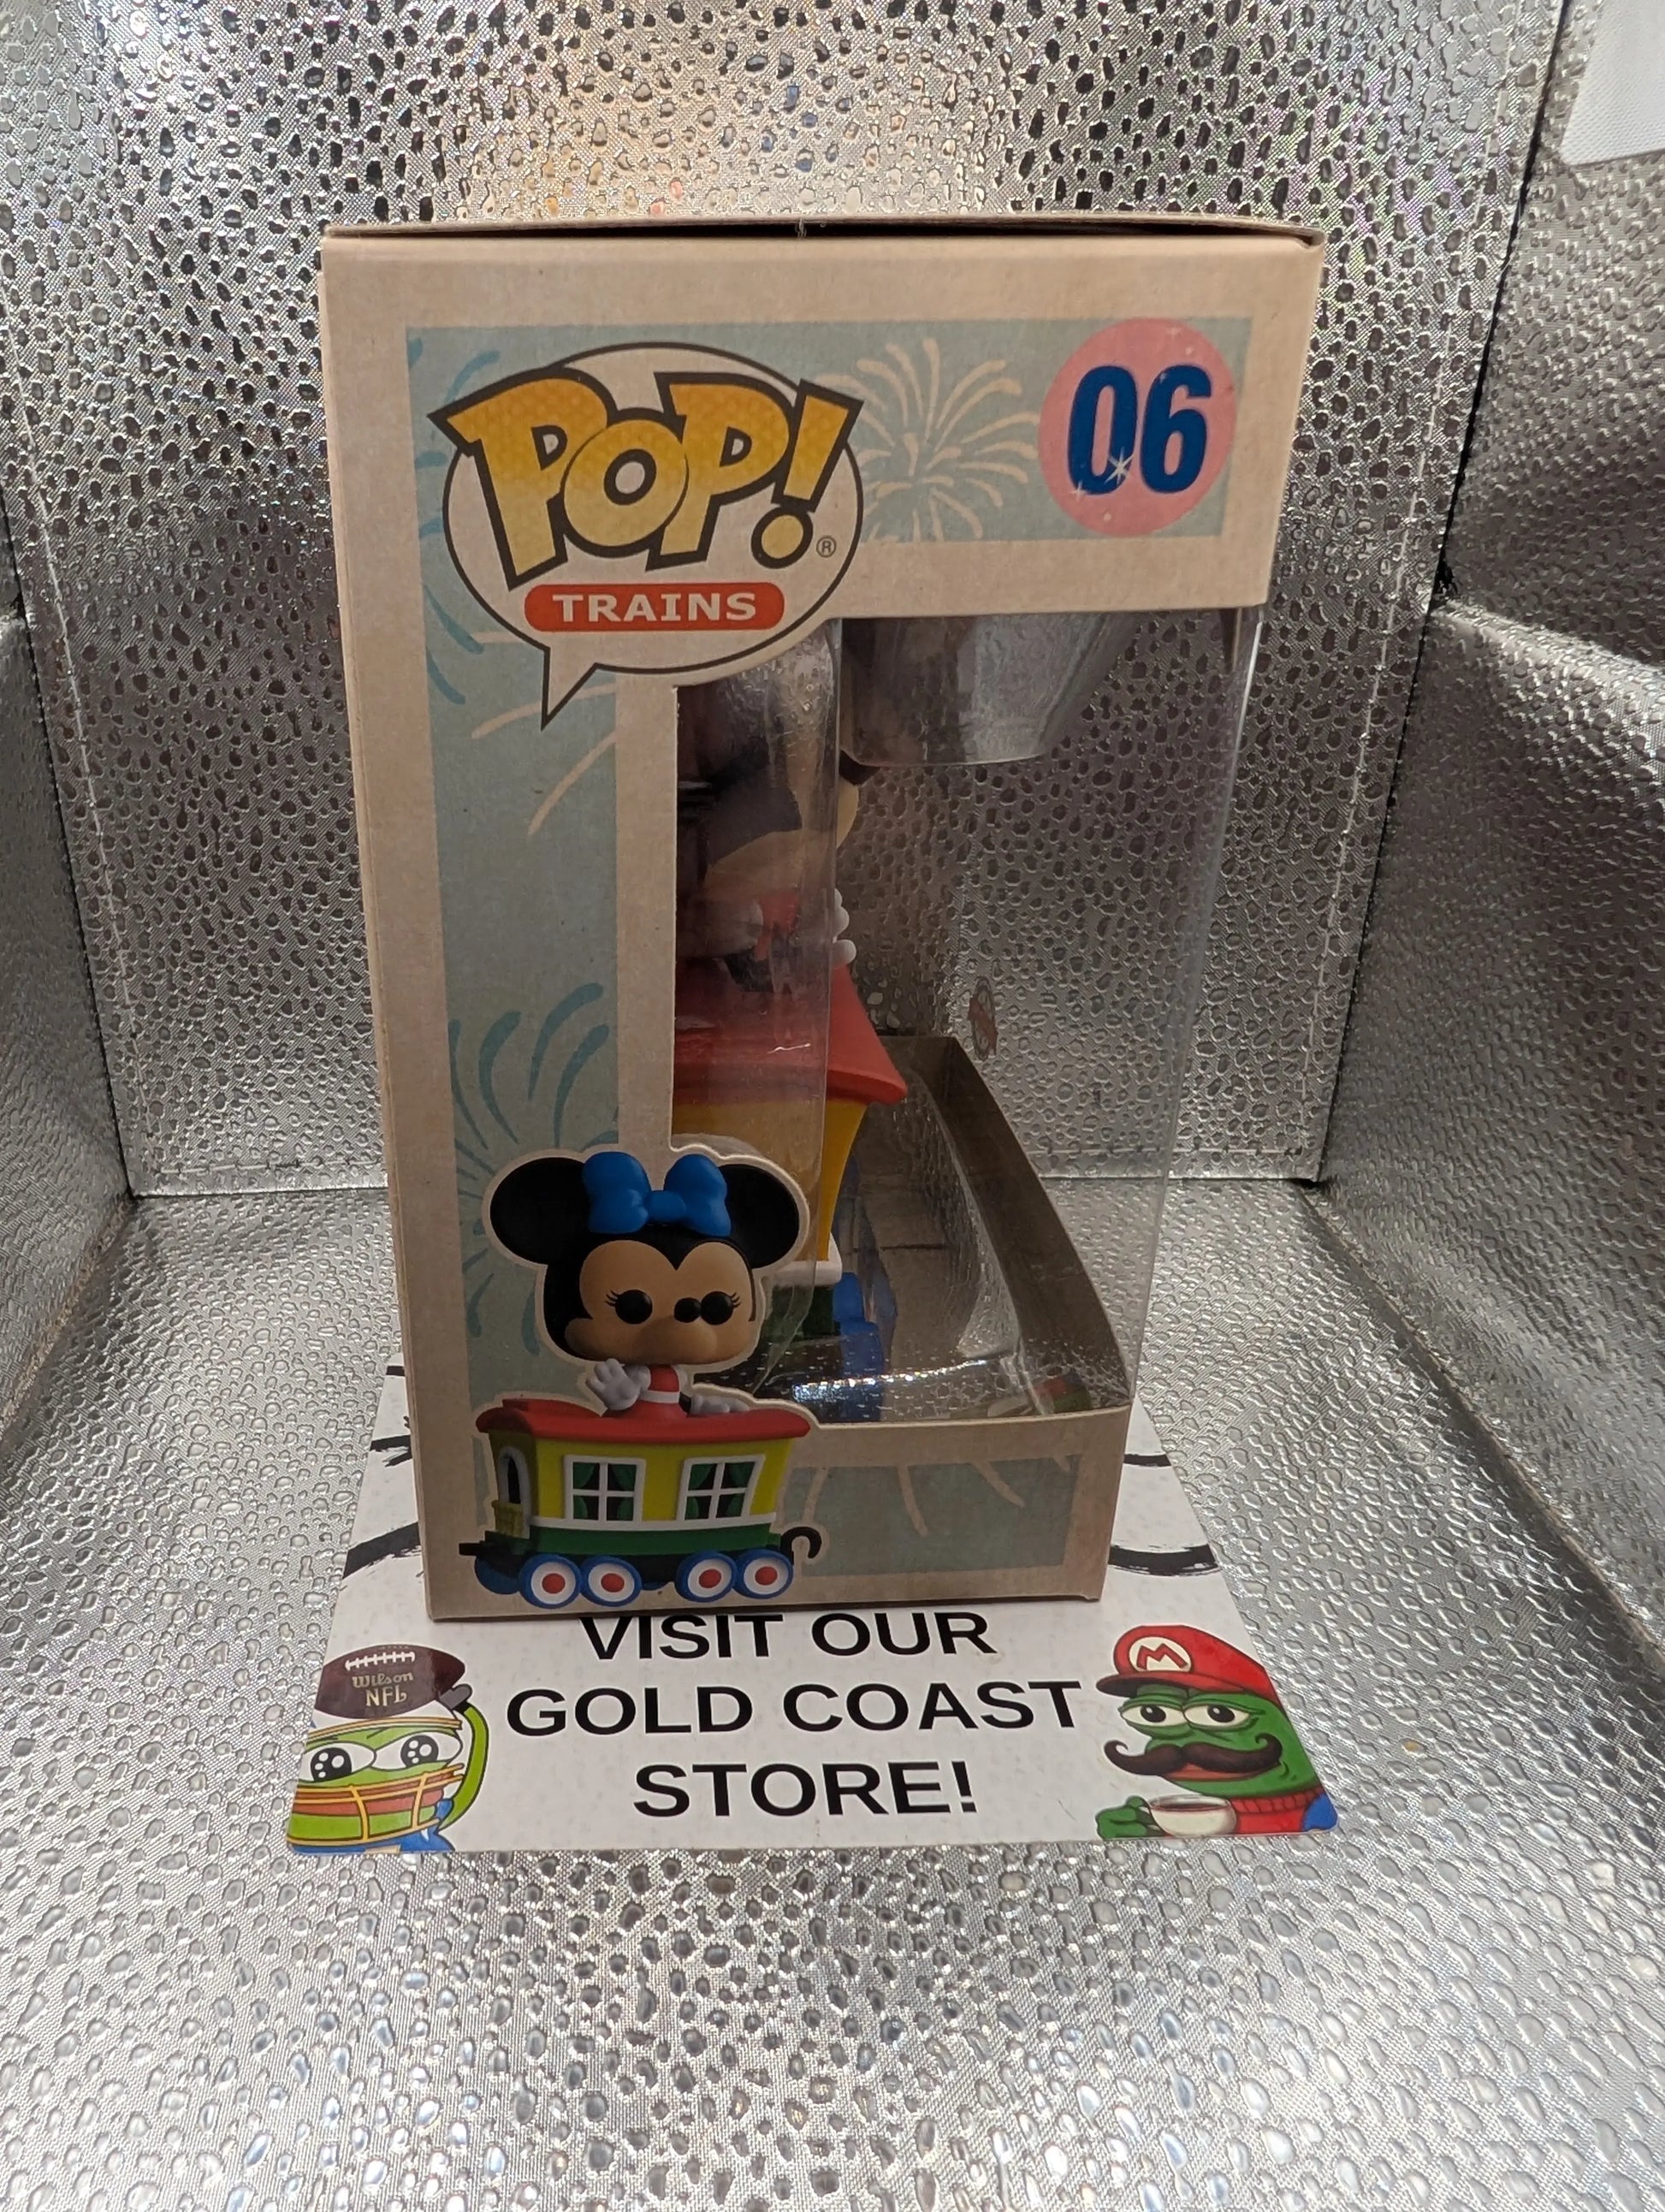 POP!®
TRAINS
06
VISIT OUR
GOLD COAST
STORE!
Wilson
NFL
M